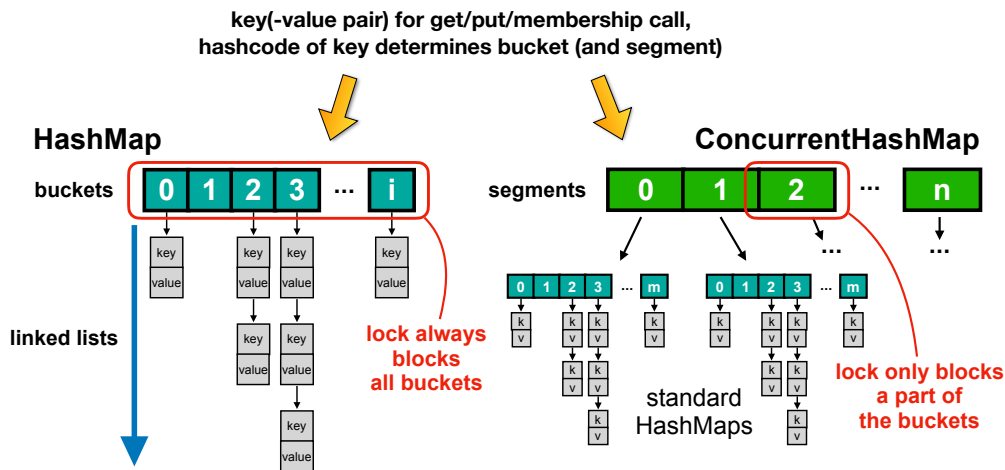 key(-value pair) for get/put/membership call,
hashcode of key determines bucket (and segment)
HashMap
buckets
0 1 2 3 ... i
key key key key
value value value value
linked lists
key key
value value
key
value
lock always
blocks
all buckets
ConcurrentHashMap
segments
0 1 2 ... n
... ...
0 1 2 3 ... m
k k k k
v v v v
k k
v v
k
v
0 1 2 3 ... m
k k k k
v v v v
k k
v v
k
v
standard
HashMaps
lock only blocks
a part of
the buckets